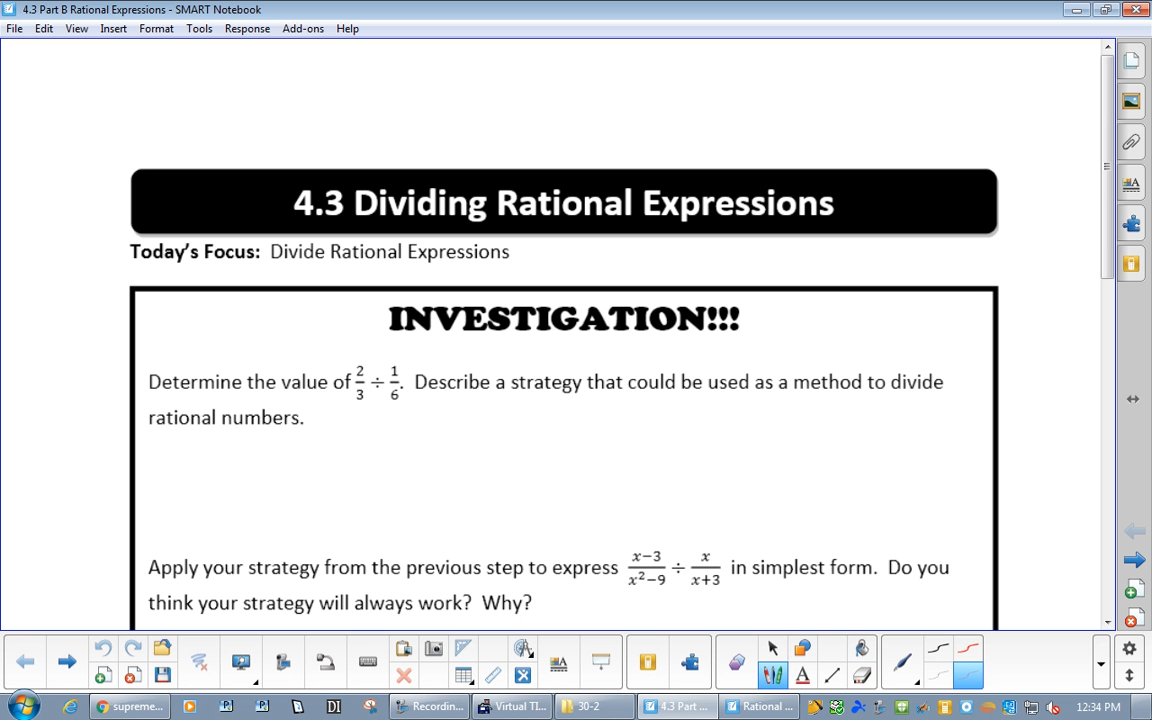 4.3 Part B Rational Expressions - SMART Notebook
File Edit View Insert Format Tools Response Add-ons Help
4.3 Dividing Rational Expressions
Today's Focus: Divide Rational Expressions
INVESTIGATION!!!
Determine the value of 2/3 ÷ 1/6. Describe a strategy that could be used as a method to divide
rational numbers.
Apply your strategy from the previous step to express x−3/x²−9 ÷ x/x+3 in simplest form. Do you
think your strategy will always work? Why?
supreme... Recordin... Virtual TI... 30-2 4.3 Part ... Rational ... 12:34 PM